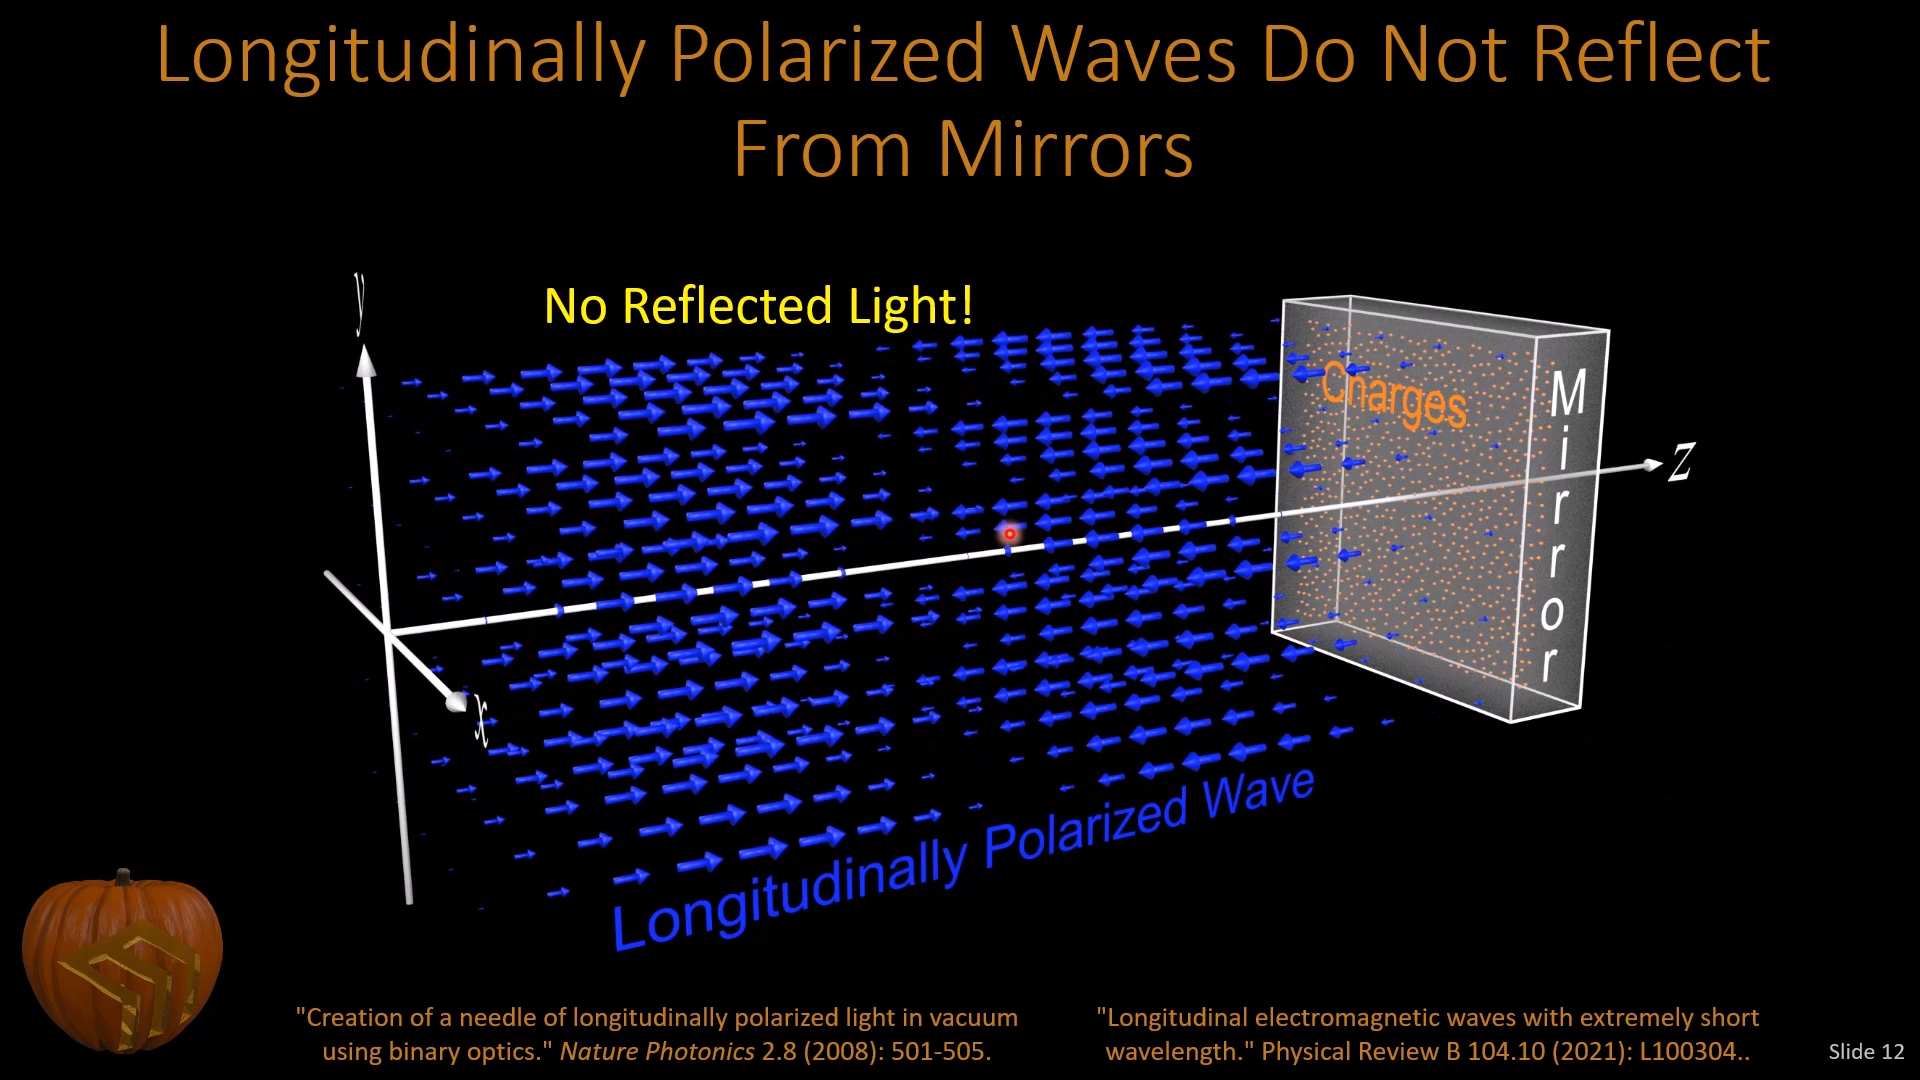 Longitudinally Polarized Waves Do Not Reflect
From Mirrors
y
No Reflected Light!
Charges
Mirror
z
x
Longitudinally Polarized Wave
"Creation of a needle of longitudinally polarized light in vacuum
using binary optics." Nature Photonics 2.8 (2008): 501-505.
"Longitudinal electromagnetic waves with extremely short
wavelength." Physical Review B 104.10 (2021): L100304..
Slide 12